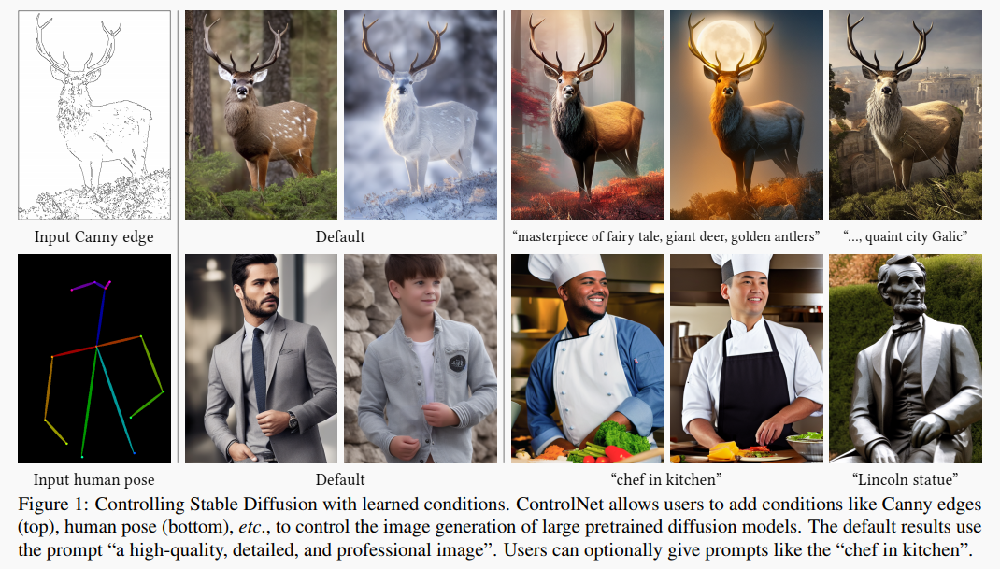 Input Canny edge
Default
“masterpiece of fairy tale, giant deer, golden antlers”
“..., quaint city Galic”
Input human pose
Default
“chef in kitchen”
“Lincoln statue”
Figure 1: Controlling Stable Diffusion with learned conditions. ControlNet allows users to add conditions like Canny edges
(top), human pose (bottom), etc., to control the image generation of large pretrained diffusion models. The default results use
the prompt “a high-quality, detailed, and professional image”. Users can optionally give prompts like the “chef in kitchen”.